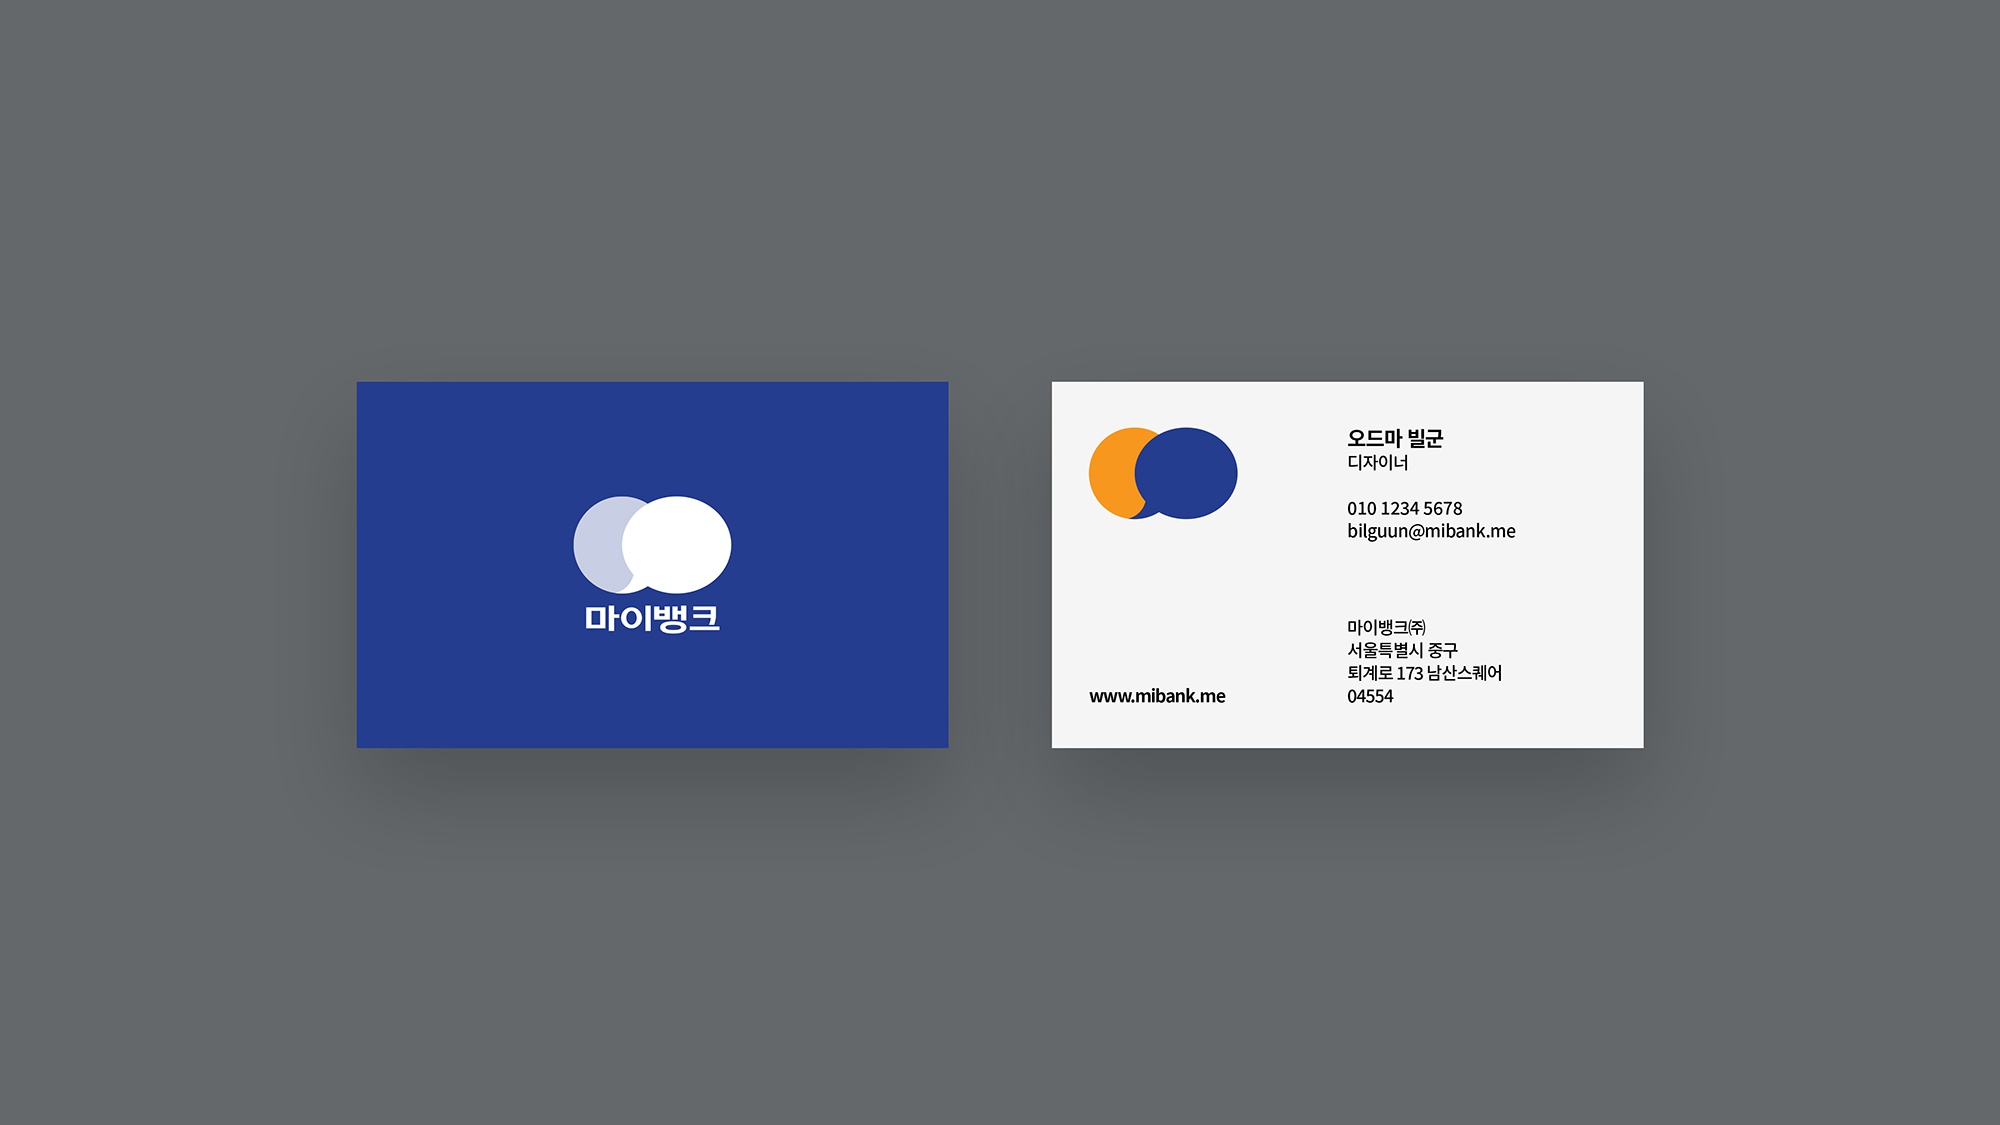 마이뱅크
오드마 빌군
디자이너
010 1234 5678
bilguun@mibank.me
마이뱅크㈜
서울특별시 중구
퇴계로 173 남산스퀘어
04554
www.mibank.me